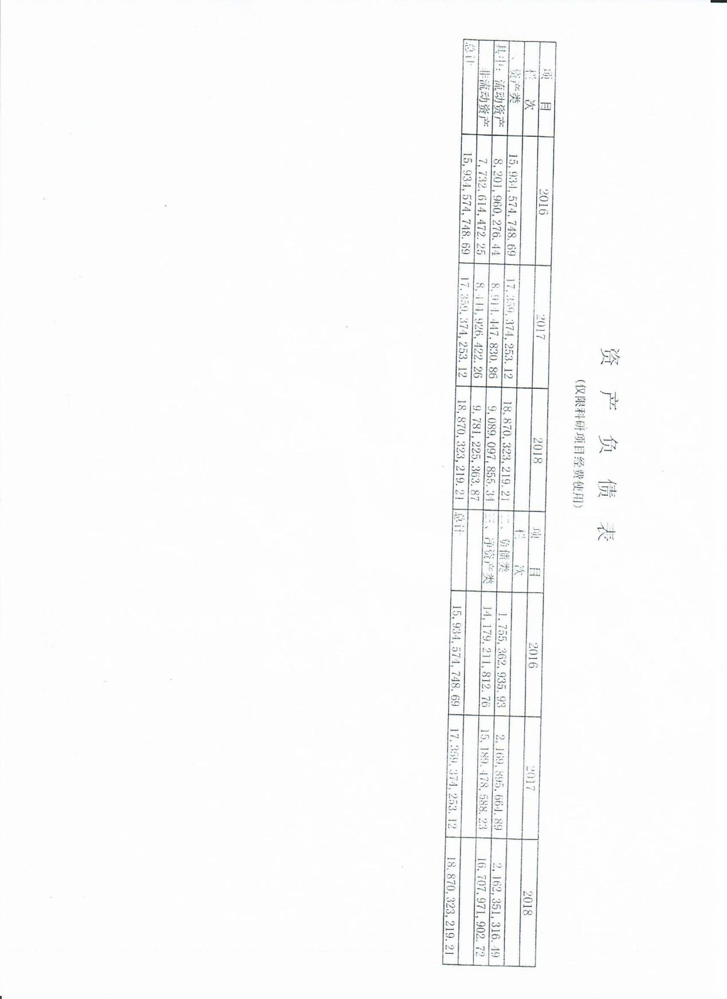 资产负债表
(仅限科研项目经费使用)
项 目 2016 2017 2018 项 目 2016 2017 2018
栏 次 栏 次
一、资产类 15,934,574,748.69 17,359,374,253.12 18,870,323,219.21 二、负债类 1,755,362,935.93 2,169,895,664.89 2,162,351,316.49
其中：流动资产 8,201,960,276.44 8,914,447,830.86 9,089,097,855.34 三、净资产类 14,179,211,812.76 15,189,478,588.23 16,707,971,902.72
非流动资产 7,732,614,472.25 8,444,926,422.26 9,781,225,363.87
总计 15,934,574,748.69 17,359,374,253.12 18,870,323,219.21 总计 15,934,574,748.69 17,359,374,253.12 18,870,323,219.21